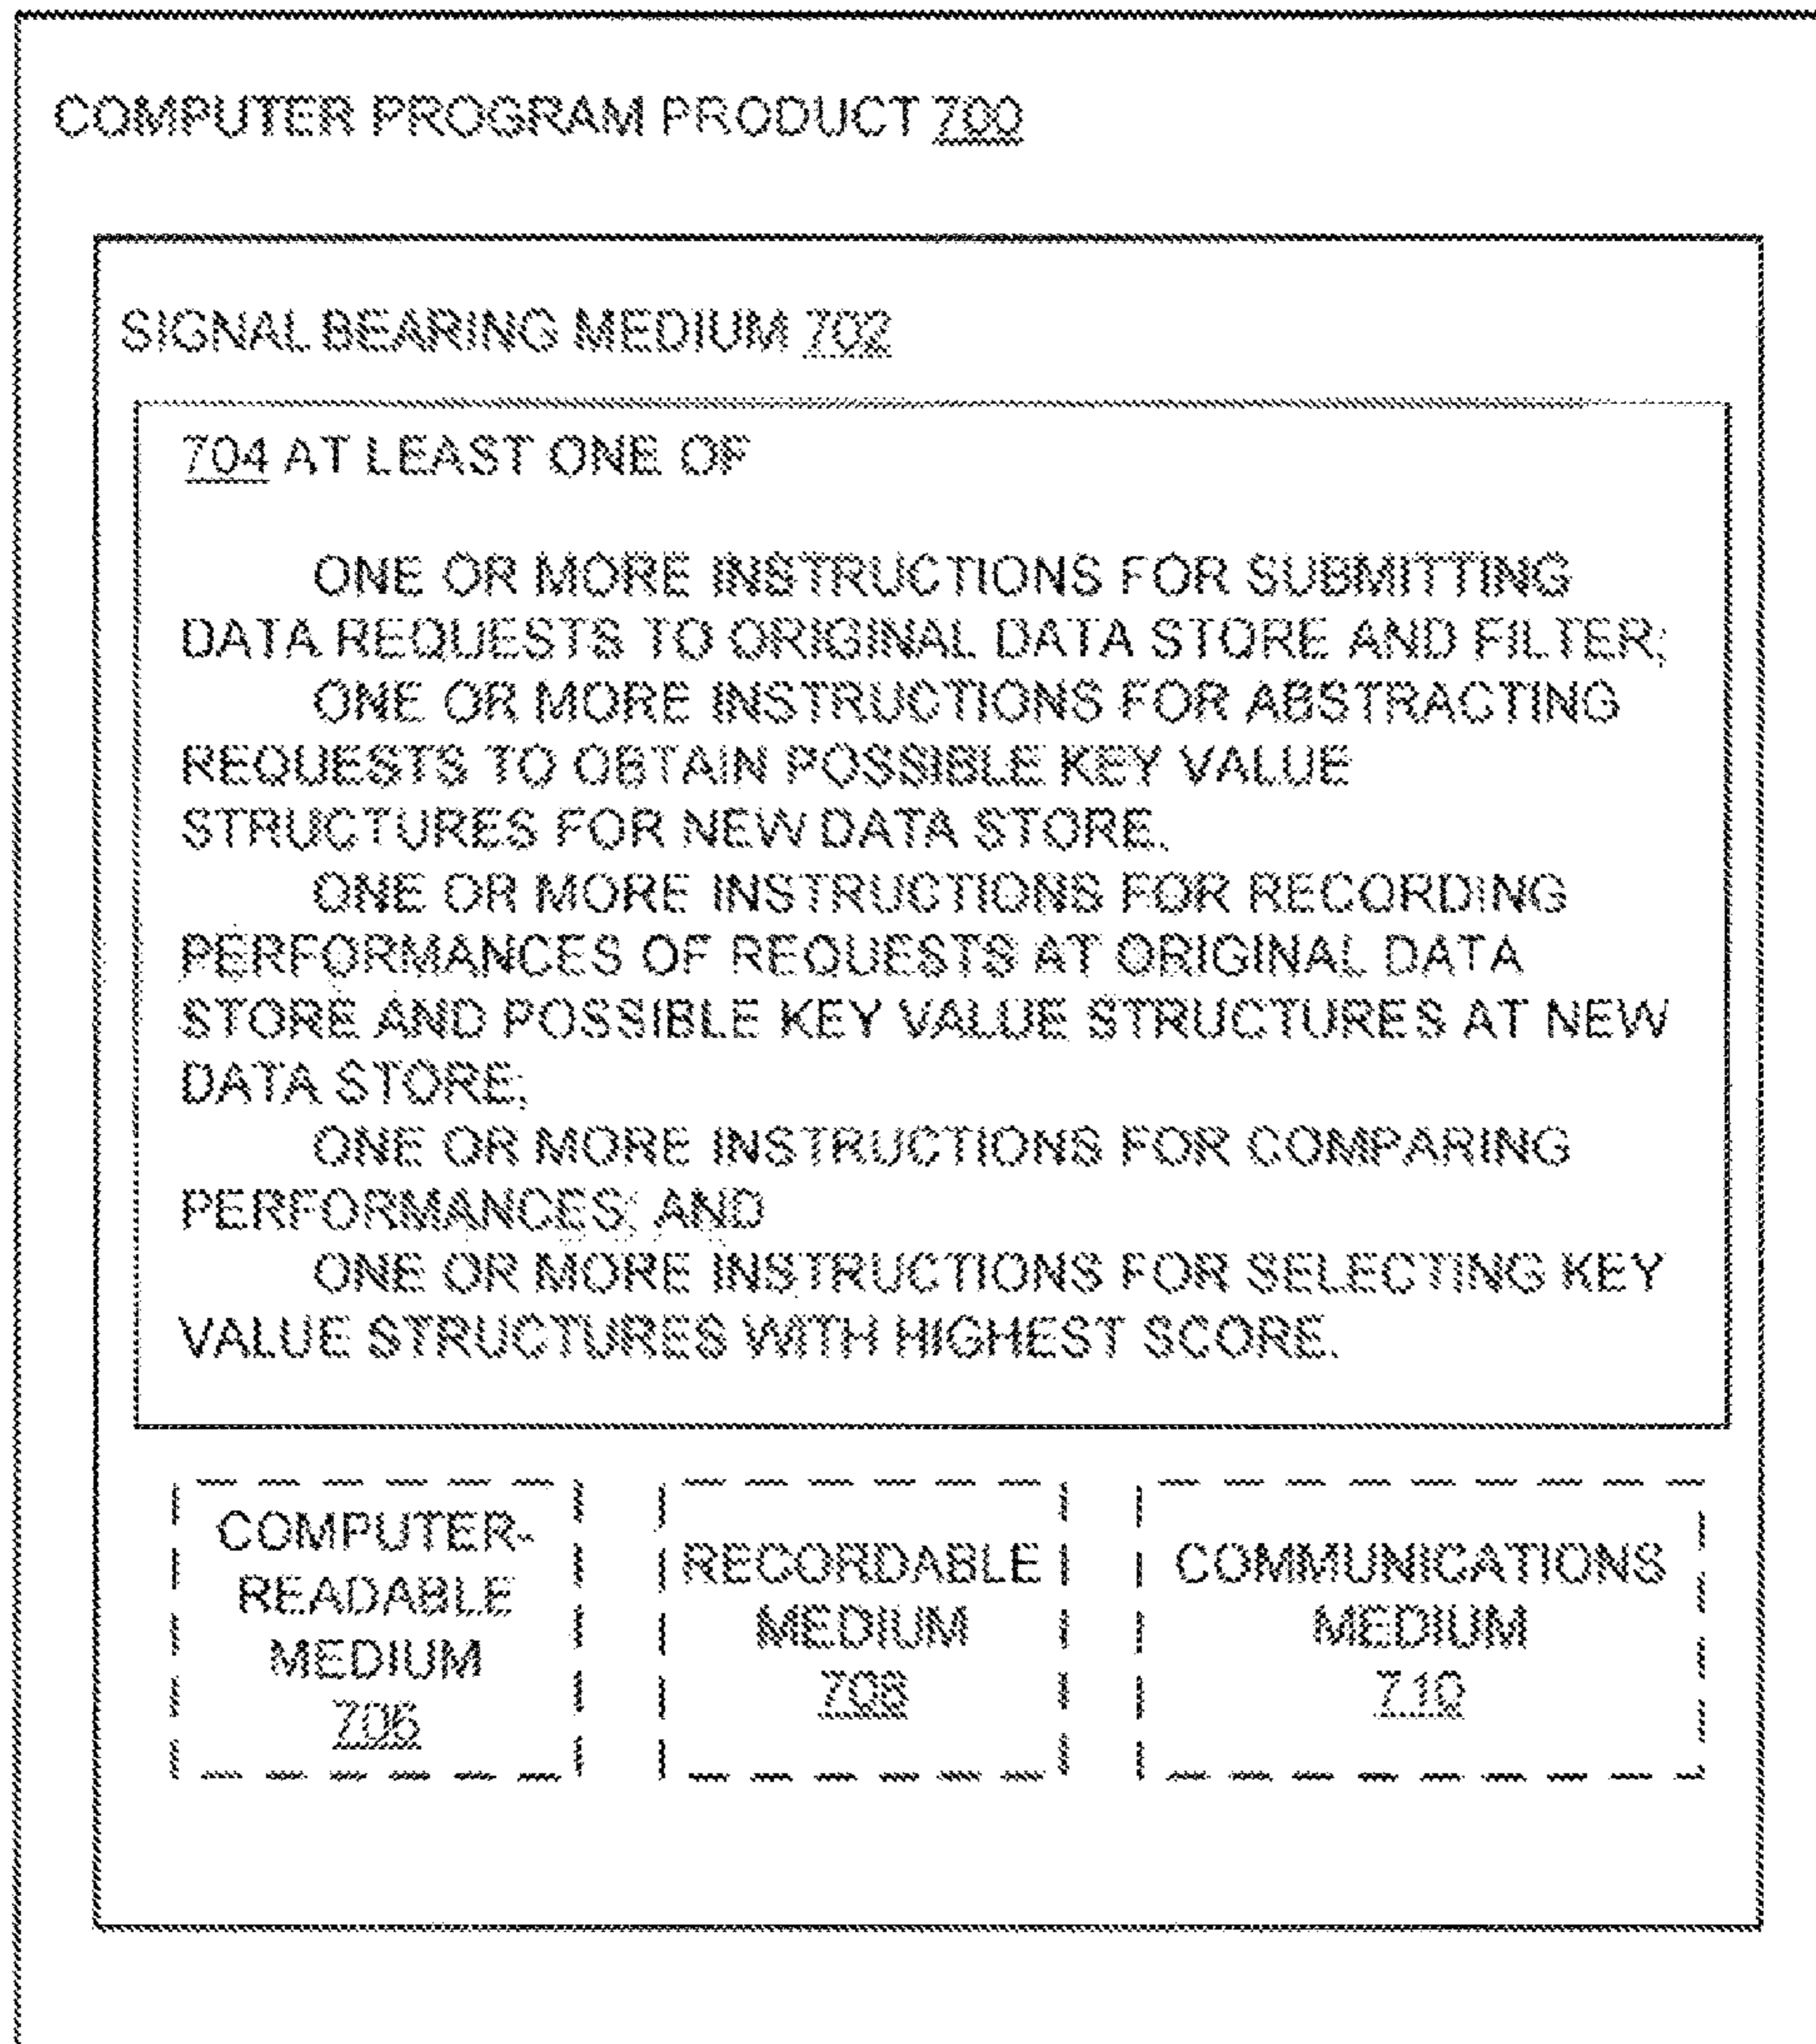 COMPUTER PROGRAM PRODUCT 700
SIGNAL BEARING MEDIUM 702
704 AT LEAST ONE OF
ONE OR MORE INSTRUCTIONS FOR SUBMITTING
DATA REQUESTS TO ORIGINAL DATA STORE AND FILTER;
ONE OR MORE INSTRUCTIONS FOR ABSTRACTING
REQUESTS TO OBTAIN POSSIBLE KEY VALUE
STRUCTURES FOR NEW DATA STORE.
ONE OR MORE INSTRUCTIONS FOR RECORDING
PERFORMANCES OF REQUESTS AT ORIGINAL DATA
STORE AND POSSIBLE KEY VALUE STRUCTURES AT NEW
DATA STORE;
ONE OR MORE INSTRUCTIONS FOR COMPARING
PERFORMANCES; AND
ONE OR MORE INSTRUCTIONS FOR SELECTING KEY
VALUE STRUCTURES WITH HIGHEST SCORE.
COMPUTER-
READABLE
MEDIUM
706
RECORDABLE
MEDIUM
708
COMMUNICATIONS
MEDIUM
710